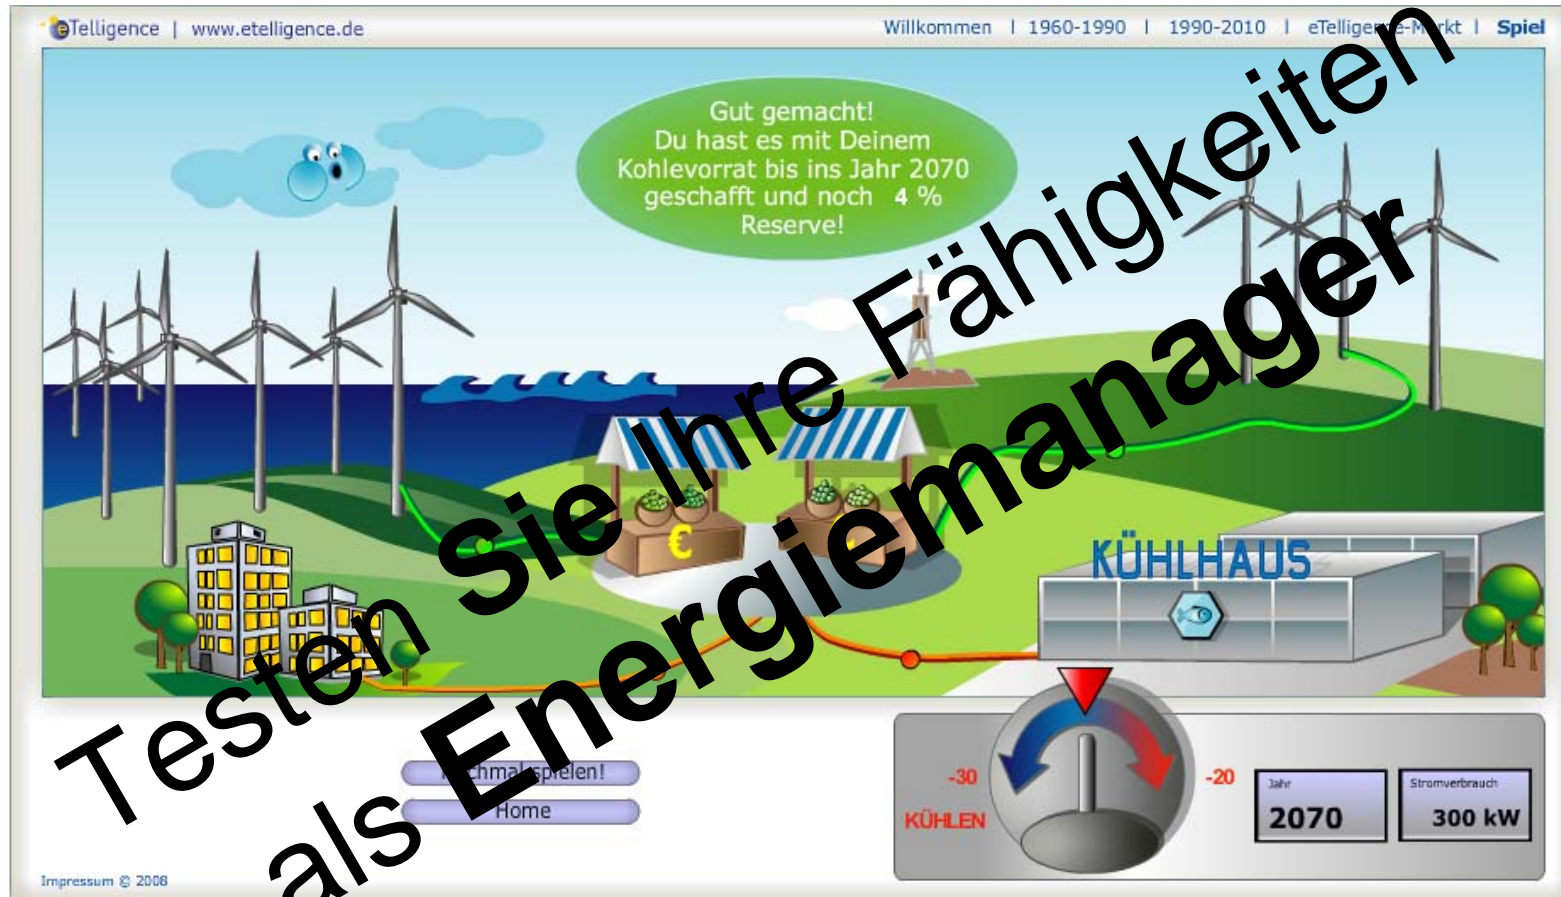 eTelligence | www.etelligence.de
Willkommen | 1960-1990 | 1990-2010 | eTelligence-Markt | Spiel
Gut gemacht!
Du hast es mit Deinem
Kohlevorrat bis ins Jahr 2070
geschafft und noch 4 %
Reserve!
Testen Sie Ihre Fähigkeiten
als Energiemanager
€
KÜHLHAUS
Nochmal spielen!
Home
-30
KÜHLEN
-20
Jahr
2070
Stromverbrauch
300 kW
Impressum © 2008